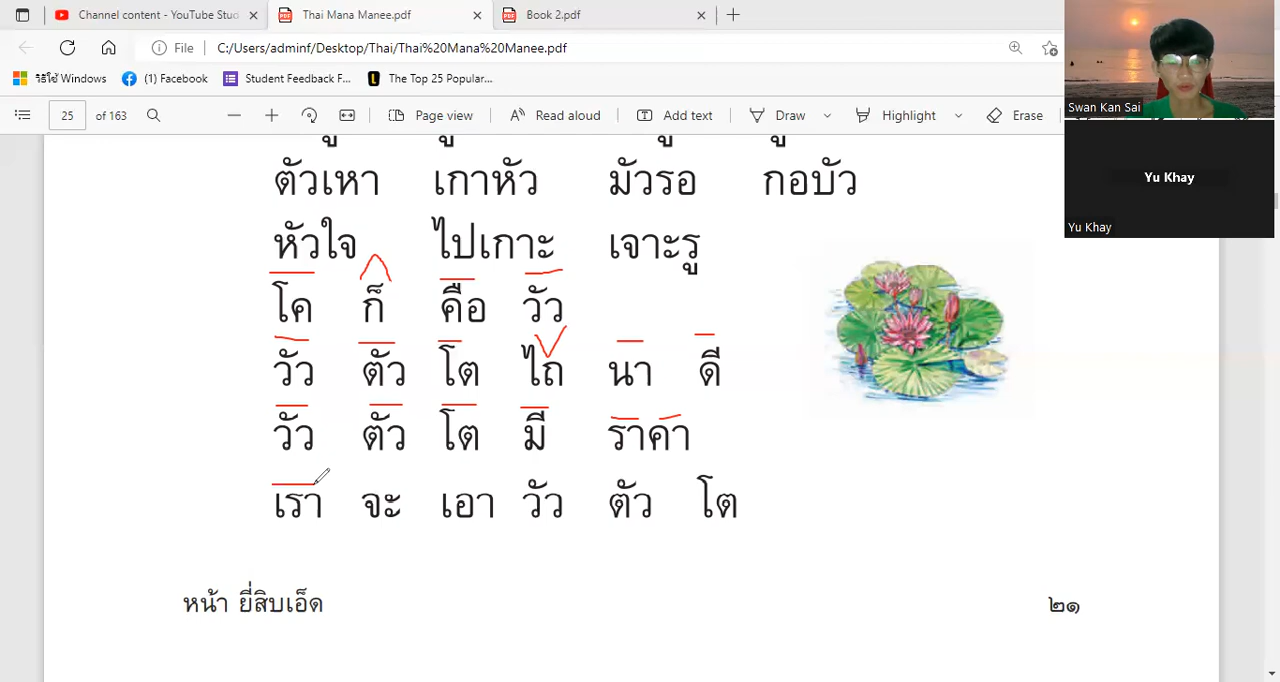 Channel content - YouTube Stud
Thai Mana Manee.pdf
Book 2.pdf
File
C:/Users/adminf/Desktop/Thai/Thai%20Mana%20Manee.pdf
วิธีใช้ Windows
(1) Facebook
Student Feedback F...
The Top 25 Popular...
25 of 163
Page view
Read aloud
Add text
Draw
Highlight
Erase
Swan Kan Sai
Yu Khay
Yu Khay
ตัวเหา เกาหัว มัวรอ กอบัว
หัวใจ ไปเกาะ เจาะรู
โค ก็ คือ วัว
วัว ตัว โต ไถ นา ดี
วัว ตัว โต มี ราคา
เรา จะ เอา วัว ตัว โต
หน้า ยี่สิบเอ็ด
๒๑